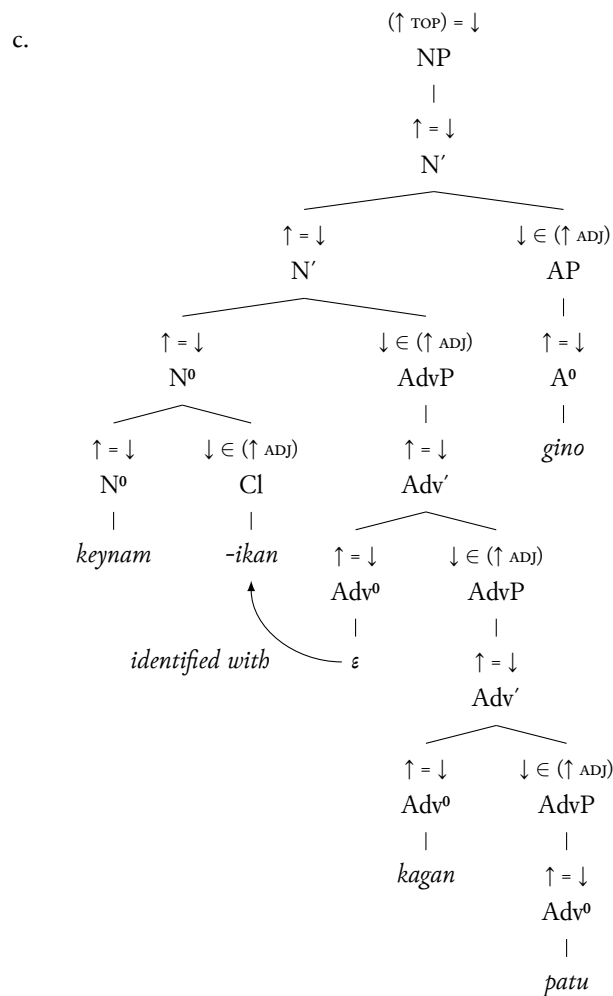 c.
(↑ TOP) = ↓
NP
↑ = ↓
N′
↑ = ↓ ↓ ∈ (↑ ADJ)
N′ AP
↑ = ↓ ↓ ∈ (↑ ADJ) ↑ = ↓
N⁰ AdvP A⁰
↑ = ↓ ↓ ∈ (↑ ADJ) ↑ = ↓ gino
N⁰ Cl Adv′
keynam -ikan ↑ = ↓ ↓ ∈ (↑ ADJ)
Adv⁰ AdvP
identified with ε ↑ = ↓
Adv′
↑ = ↓ ↓ ∈ (↑ ADJ)
Adv⁰ AdvP
kagan ↑ = ↓
Adv⁰
patu